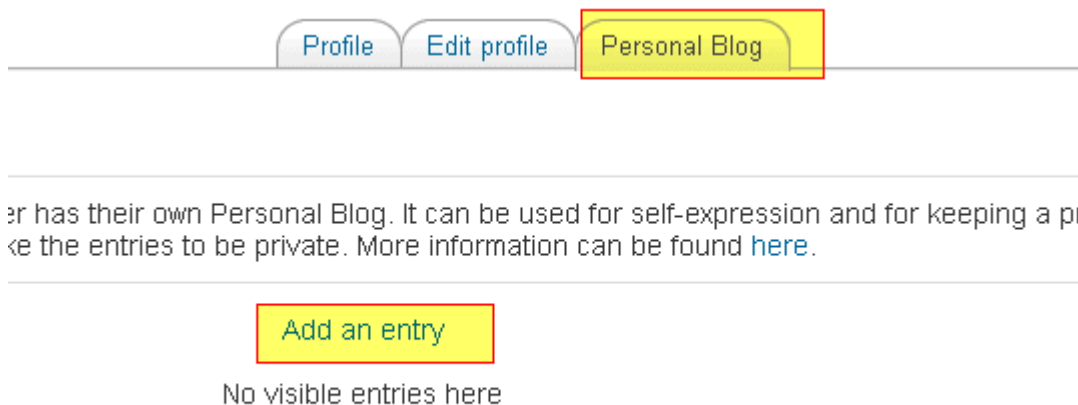 Profile Edit profile Personal Blog
er has their own Personal Blog. It can be used for self-expression and for keeping a
the entries to be private. More information can be found here.
Add an entry
No visible entries here